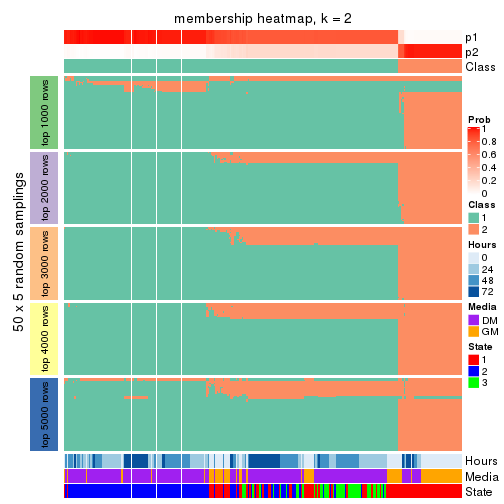 membership heatmap, k = 2
p1
p2
Class
50 x 5 random samplings
top 1000 rows
top 2000 rows
top 3000 rows
top 4000 rows
top 5000 rows
Hours
Media
State
Prob
1
0.8
0.6
0.4
0.2
0
Class
1
2
Hours
0
24
48
72
Media
DM
GM
State
1
2
3